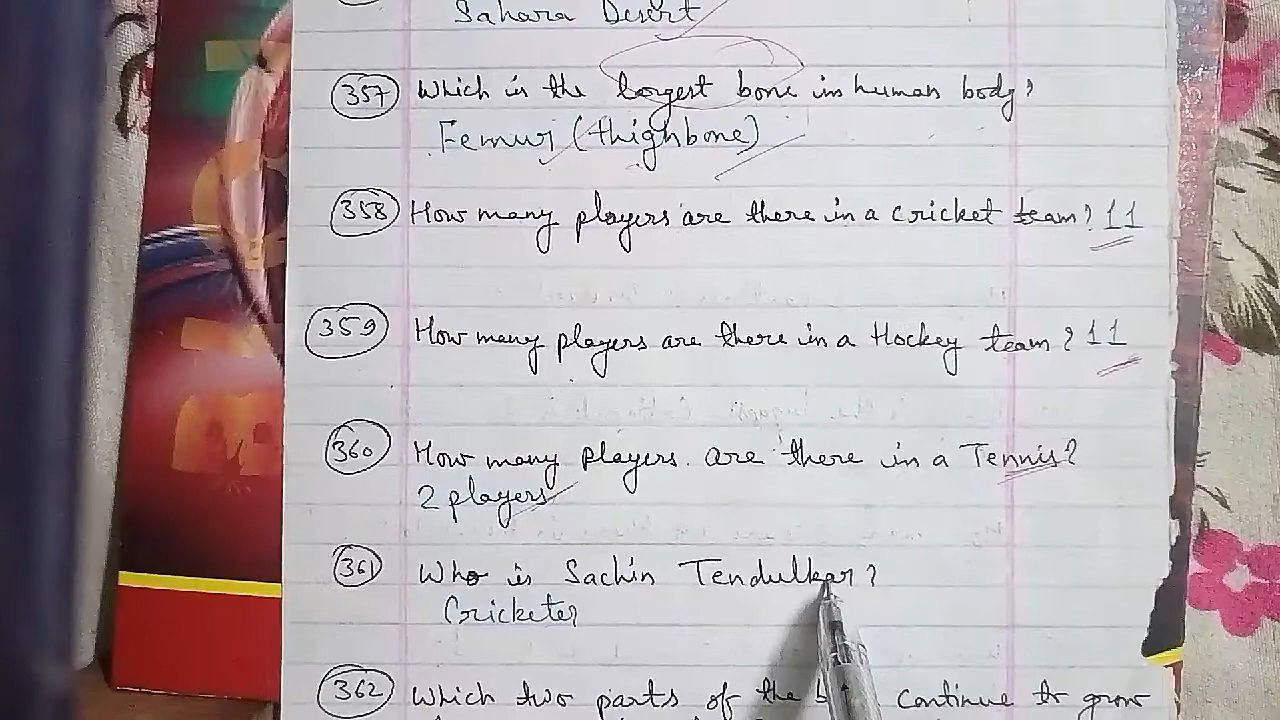 Sahara Desert
357 Which is the longest bone in human body?
Femur (thighbone)
358 How many players are there in a cricket team? 11
359 How many players are there in a Hockey team? 11
360 How many players. are there in a Tennis?
2 players
361 Who is Sachin Tendulkar?
Cricketer
362 Which two parts of the continue to grow